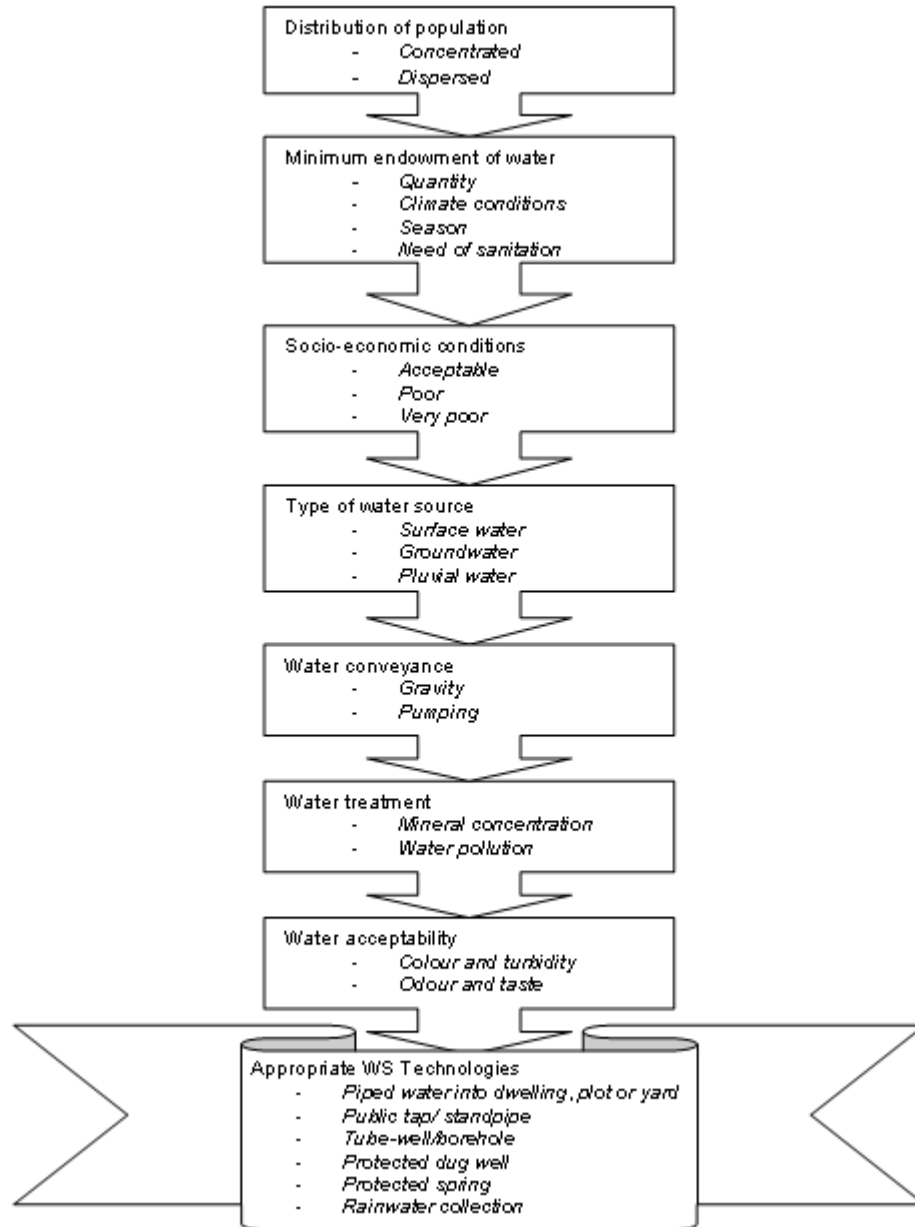 Distribution of population
- Concentrated
- Dispersed
Minimum endowment of water
- Quantity
- Climate conditions
- Season
- Need of sanitation
Socio-economic conditions
- Acceptable
- Poor
- Very poor
Type of water source
- Surface water
- Groundwater
- Pluvial water
Water conveyance
- Gravity
- Pumping
Water treatment
- Mineral concentration
- Water pollution
Water acceptability
- Colour and turbidity
- Odour and taste
Appropriate WS Technologies
- Piped water into dwelling, plot or yard
- Public tap/ standpipe
- Tube-well/borehole
- Protected dug well
- Protected spring
- Rainwater collection